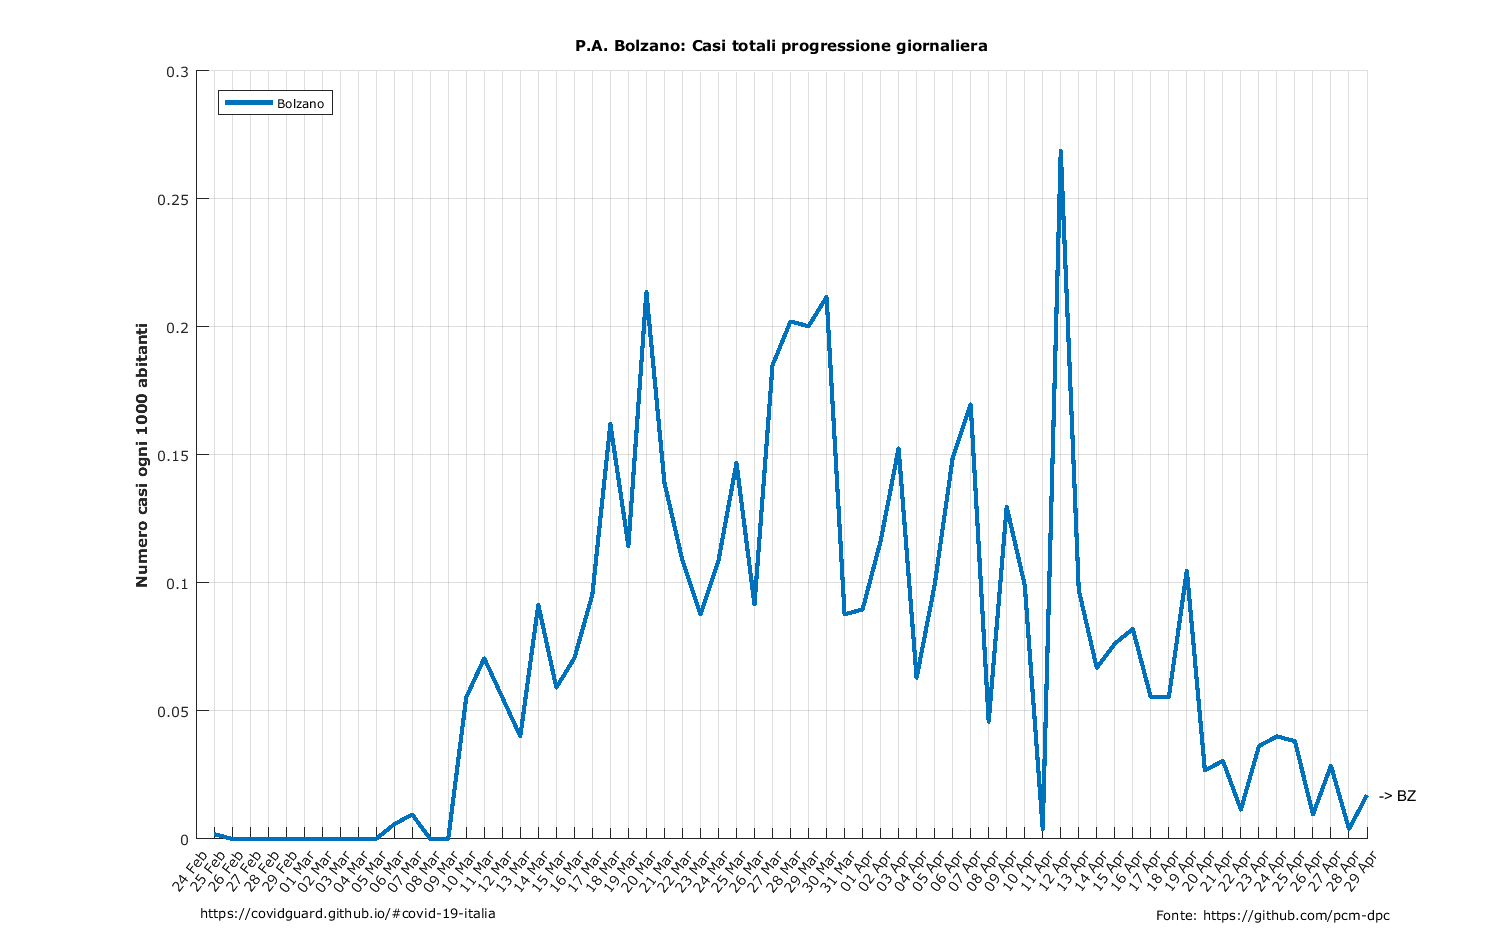 P.A. Bolzano: Casi totali progressione giornaliera
0.3
Bolzano
0.25
0.2
0.15
0.1
0.05
0
Numero casi ogni 1000 abitanti
-> BZ
24 Feb
25 Feb
26 Feb
27 Feb
28 Feb
29 Feb
01 Mar
02 Mar
03 Mar
04 Mar
05 Mar
06 Mar
07 Mar
08 Mar
09 Mar
10 Mar
11 Mar
12 Mar
13 Mar
14 Mar
15 Mar
16 Mar
17 Mar
18 Mar
19 Mar
20 Mar
21 Mar
22 Mar
23 Mar
24 Mar
25 Mar
26 Mar
27 Mar
28 Mar
29 Mar
30 Mar
31 Mar
01 Apr
02 Apr
03 Apr
04 Apr
05 Apr
06 Apr
07 Apr
08 Apr
09 Apr
10 Apr
11 Apr
12 Apr
13 Apr
14 Apr
15 Apr
16 Apr
17 Apr
18 Apr
19 Apr
20 Apr
21 Apr
22 Apr
23 Apr
24 Apr
25 Apr
26 Apr
27 Apr
28 Apr
29 Apr
https://covidguard.github.io/#covid-19-italia
Fonte: https://github.com/pcm-dpc